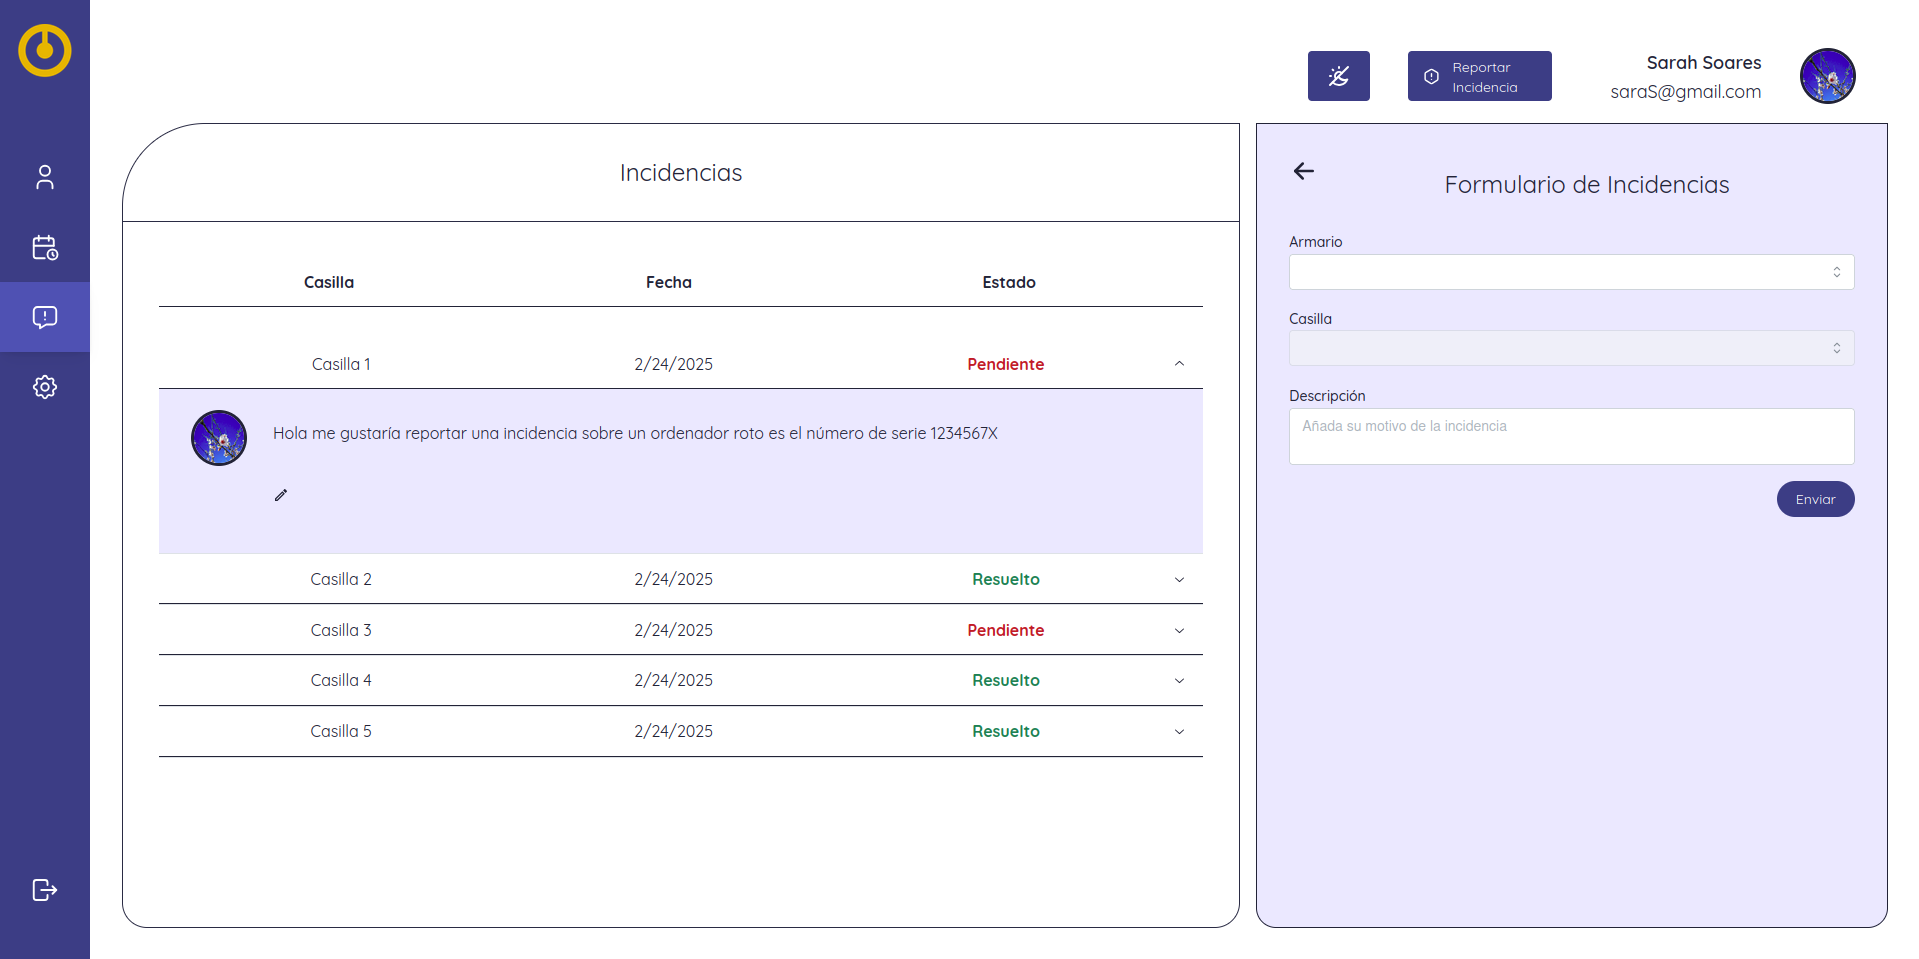 Reportar
Incidencia
Sarah Soares
saraS@gmail.com
Incidencias
Casilla Fecha Estado
Casilla 1 2/24/2025 Pendiente
Hola me gustaría reportar una incidencia sobre un ordenador roto es el número de serie 1234567X
Casilla 2 2/24/2025 Resuelto
Casilla 3 2/24/2025 Pendiente
Casilla 4 2/24/2025 Resuelto
Casilla 5 2/24/2025 Resuelto
Formulario de Incidencias
Armario
Casilla
Descripción
Añada su motivo de la incidencia
Enviar